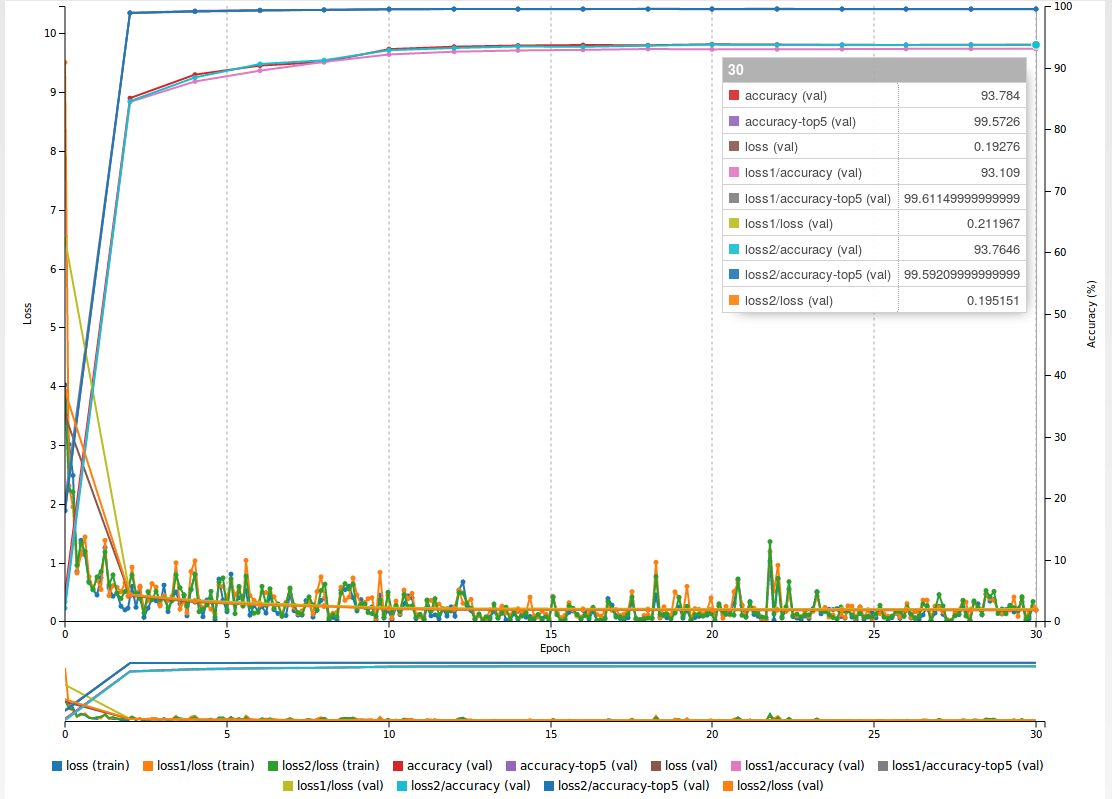 100
10
9
8
7
6
5
4
3
2
1
0
Loss
90
80
70
60
50
40
30
20
10
0
Accuracy (%)
30
accuracy (val) 93.784
accuracy-top5 (val) 99.5726
loss (val) 0.19276
loss1/accuracy (val) 93.109
loss1/accuracy-top5 (val) 99.61149999999999
loss1/loss (val) 0.211967
loss2/accuracy (val) 93.7646
loss2/accuracy-top5 (val) 99.59209999999999
loss2/loss (val) 0.195151
0 5 10 15 20 25 30
Epoch
0 5 10 15 20 25 30
loss (train) loss1/loss (train) loss2/loss (train) accuracy (val) accuracy-top5 (val) loss (val) loss1/accuracy (val) loss1/accuracy-top5 (val)
loss1/loss (val) loss2/accuracy (val) loss2/accuracy-top5 (val) loss2/loss (val)